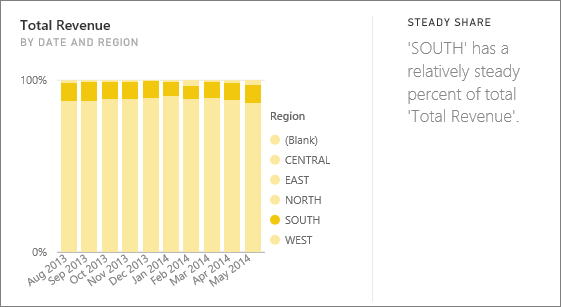 Total Revenue
BY DATE AND REGION
100%
0%
Aug 2013
Sep 2013
Oct 2013
Nov 2013
Dec 2013
Jan 2014
Feb 2014
Mar 2014
Apr 2014
May 2014
Region
(Blank)
CENTRAL
EAST
NORTH
SOUTH
WEST
STEADY SHARE
'SOUTH' has a
relatively steady
percent of total
'Total Revenue'.